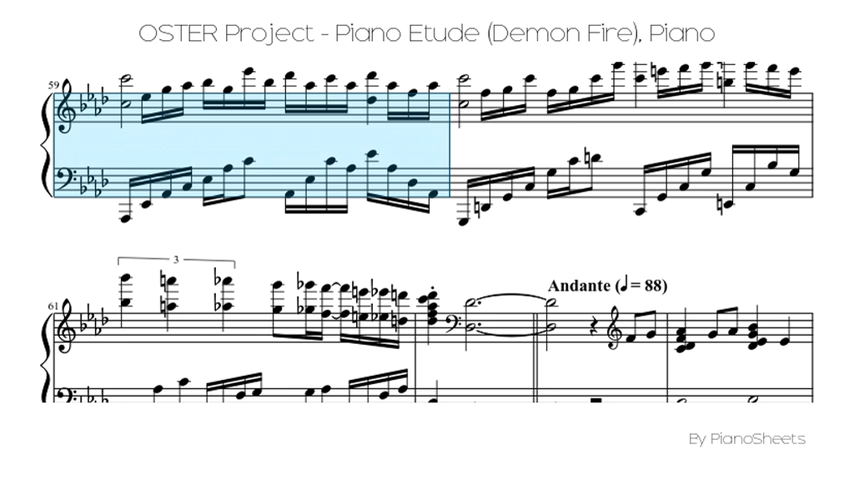 OSTER Project - Piano Etude (Demon Fire), Piano
59
61
3
Andante (♩= 88)
By PianoSheets